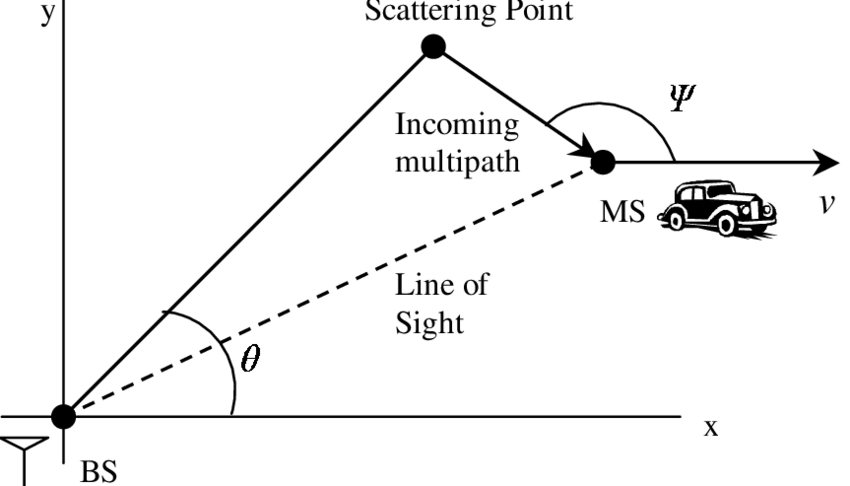 y
Scattering Point
Ψ
Incoming
multipath
MS
v
Line of
Sight
θ
x
BS